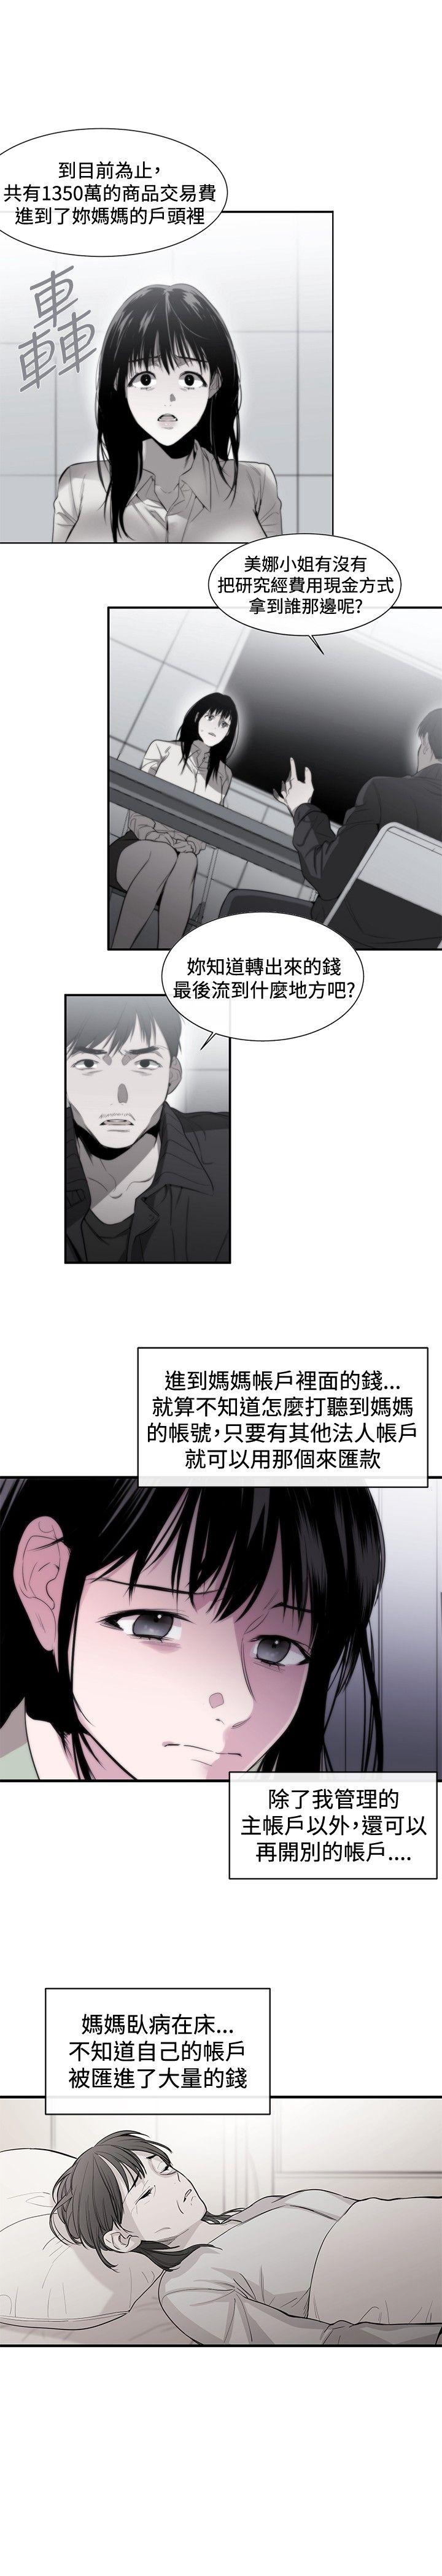 到目前為止，
共有1350萬的商品交易費
進到了妳媽媽的戶頭裡
轟
美娜小姐有沒有
把研究經費用現金方式
拿到誰那邊呢?
妳知道轉出來的錢
最後流到什麼地方吧?
進到媽媽帳戶裡面的錢...
就算不知道怎麼打聽到媽媽
的帳號，只要有其他法人帳戶
就可以用那個來匯款
除了我管理的
主帳戶以外，還可以
再開別的帳戶....
媽媽臥病在床...
不知道自己的帳戶
被匯進了大量的錢